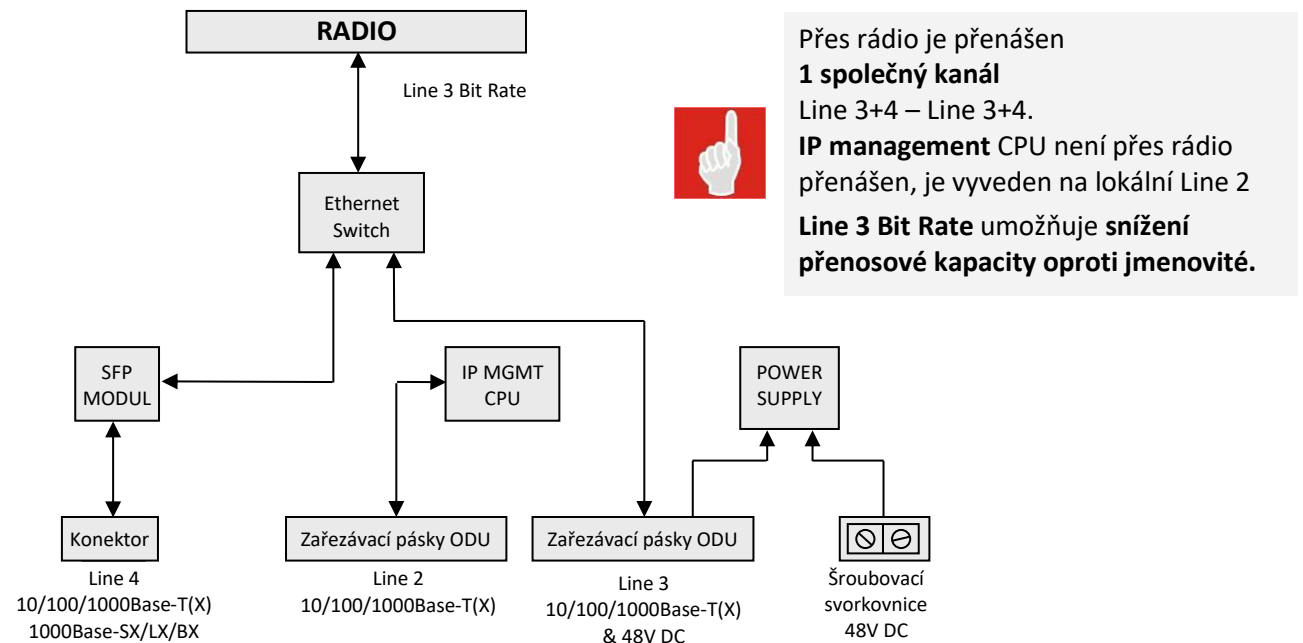 RADIO
Line 3 Bit Rate
Přes rádio je přenášen
1 společný kanál
Line 3+4 – Line 3+4.
IP management CPU není přes rádio
přenášen, je vyveden na lokální Line 2
Line 3 Bit Rate umožňuje snížení
přenosové kapacity oproti jmenovité.
Ethernet
Switch
SFP
MODUL
IP MGMT
CPU
POWER
SUPPLY
Konektor
Zařezávací pásky ODU
Zařezávací pásky ODU
Line 4
10/100/1000Base-T(X)
1000Base-SX/LX/BX
Line 2
10/100/1000Base-T(X)
Line 3
10/100/1000Base-T(X)
& 48V DC
Šroubovací
svorkovnice
48V DC